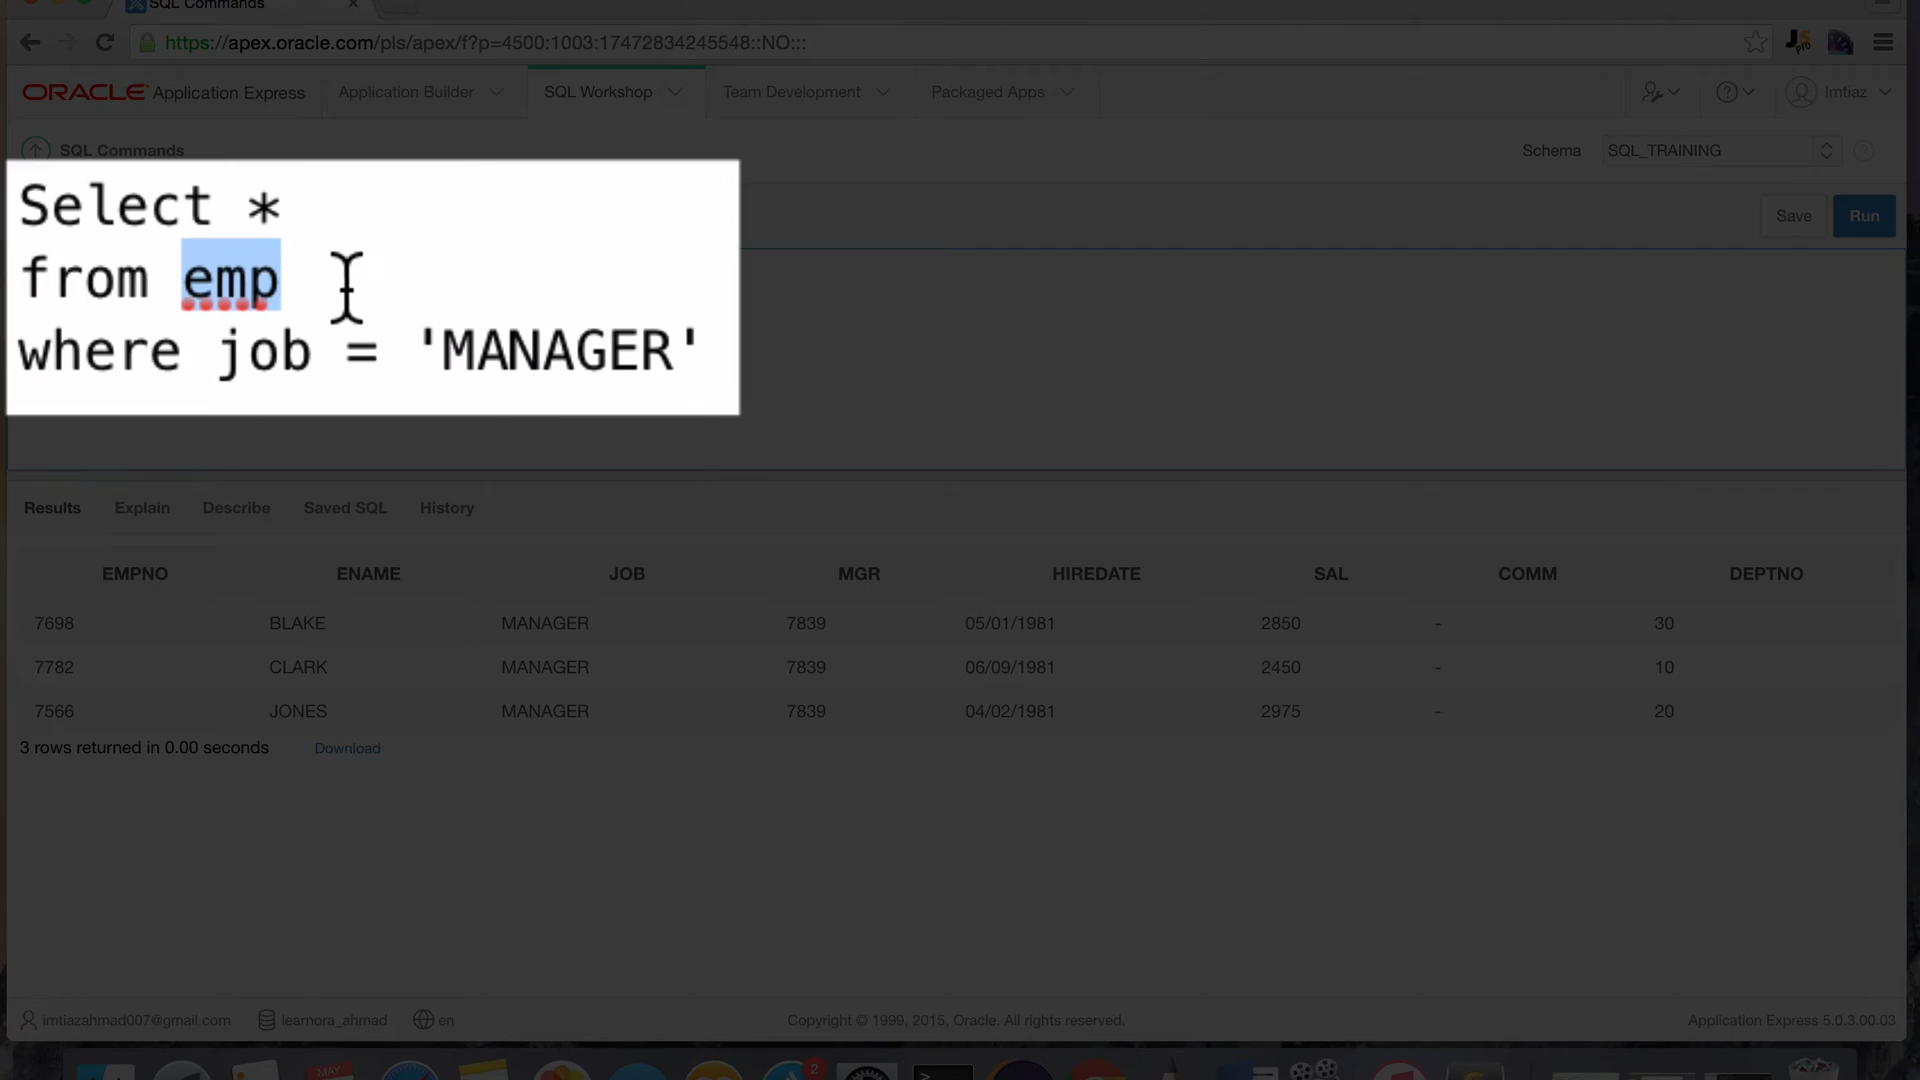 SQL Commands
https://apex.oracle.com/pls/apex/f?p=4500:1003:17472834245548::NO:::
ORACLE Application Express Application Builder SQL Workshop Team Development Packaged Apps Imtiaz
SQL Commands Schema SQL_TRAINING
Save Run
Select *
from emp
where job = 'MANAGER'
Results Explain Describe Saved SQL History
EMPNO ENAME JOB MGR HIREDATE SAL COMM DEPTNO
7698 BLAKE MANAGER 7839 05/01/1981 2850 - 30
7782 CLARK MANAGER 7839 06/09/1981 2450 - 10
7566 JONES MANAGER 7839 04/02/1981 2975 - 20
3 rows returned in 0.00 seconds Download
imtiazahmad007@gmail.com learnora_ahmad en Copyright © 1999, 2015, Oracle. All rights reserved. Application Express 5.0.3.00.03
MAY 2